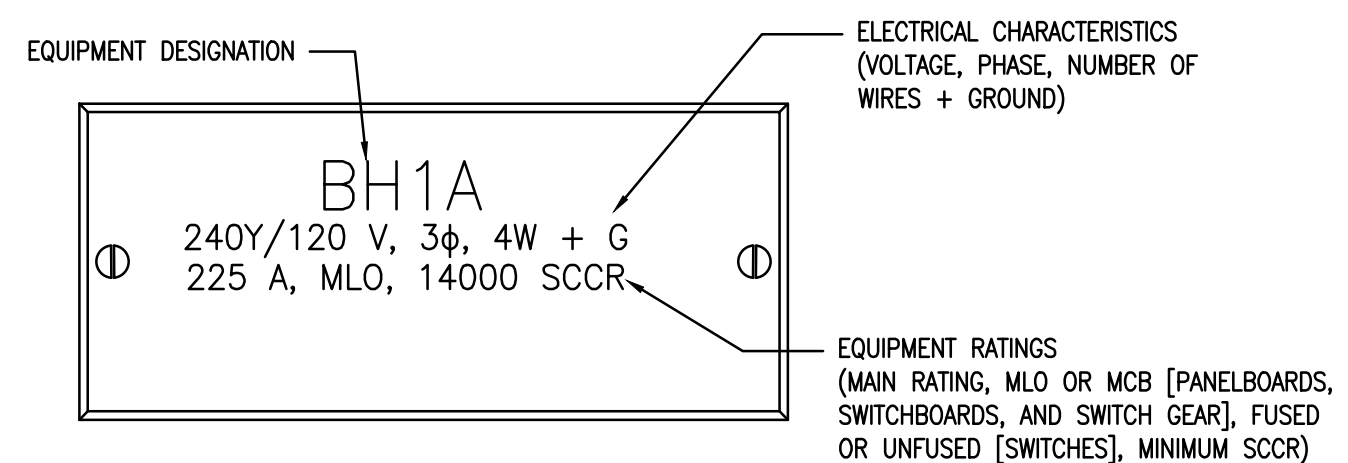 EQUIPMENT DESIGNATION
ELECTRICAL CHARACTERISTICS
(VOLTAGE, PHASE, NUMBER OF
WIRES + GROUND)
BH1A
240Y/120 V, 3ϕ, 4W + G
225 A, MLO, 14000 SCCR
EQUIPMENT RATINGS
(MAIN RATING, MLO OR MCB [PANELBOARDS,
SWITCHBOARDS, AND SWITCH GEAR], FUSED
OR UNFUSED [SWITCHES], MINIMUM SCCR)